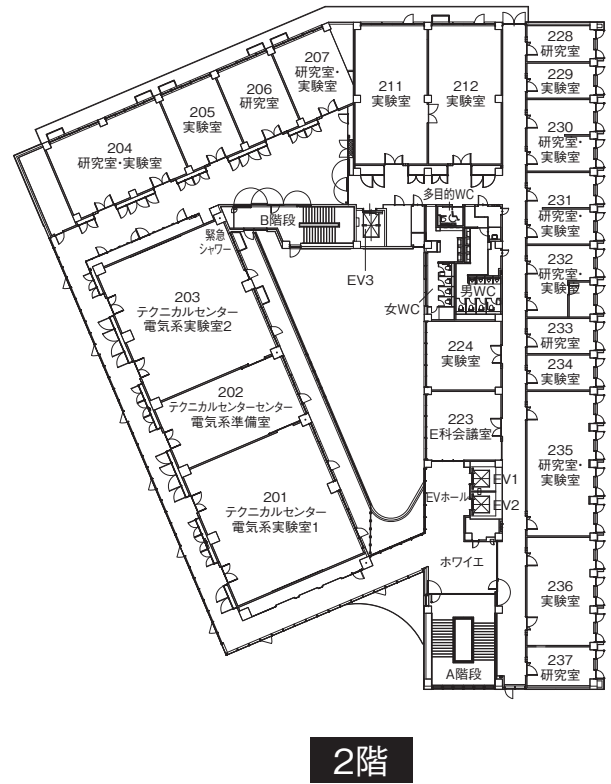 228
研究室
229
実験室
230
研究室・
実験室
231
研究室・
実験室
232
研究室・
実験室
233
研究室
234
実験室
235
研究室・
実験室
236
実験室
237
研究室
207
研究室・
実験室
206
研究室
205
実験室
204
研究室・実験室
211
実験室
212
実験室
多目的WC
B階段
緊急
シャワー
EV3
女WC
男WC
203
テクニカルセンター
電気系実験室2
202
テクニカルセンターセンター
電気系準備室
201
テクニカルセンター
電気系実験室1
224
実験室
223
E科会議室
EV1
EVホール
EV2
ホワイエ
A階段
2階